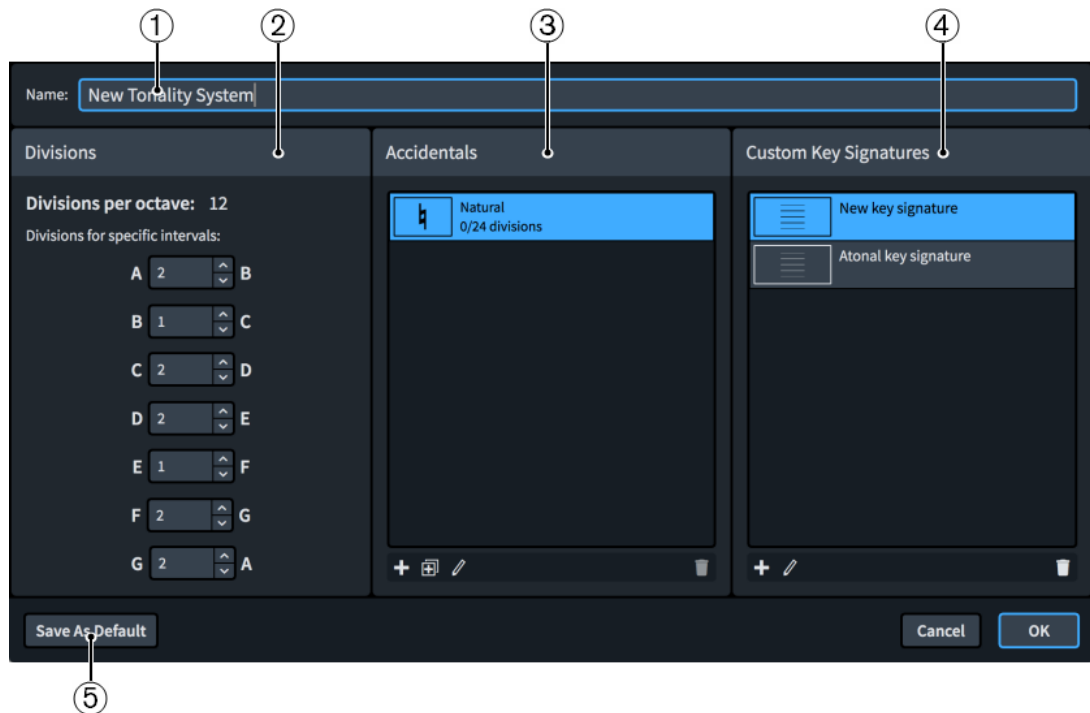 ① ② ③ ④
Name: New Tonality System
Divisions
Divisions per octave: 12
Divisions for specific intervals:
A 2 B
B 1 C
C 2 D
D 2 E
E 1 F
F 2 G
G 2 A
Accidentals
Natural
0/24 divisions
Custom Key Signatures
New key signature
Atonal key signature
Save As Default
Cancel
OK
⑤